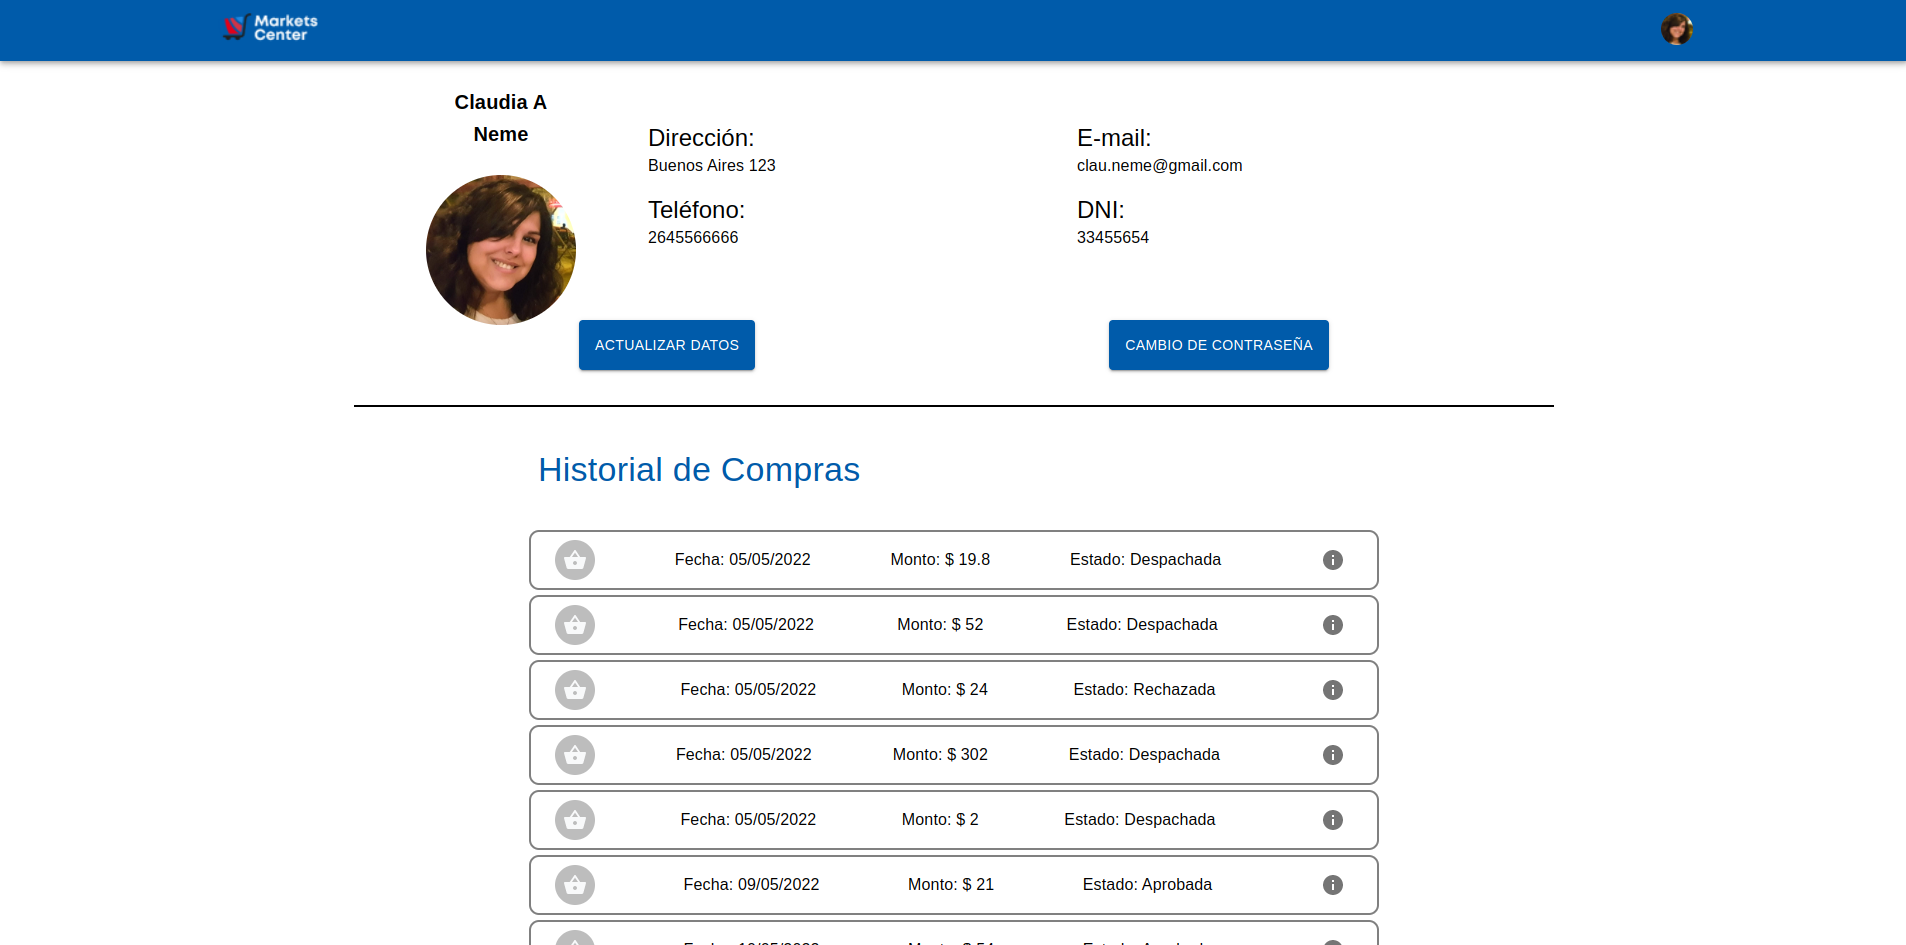 Markets
Center
Claudia A
Neme
Dirección:
Buenos Aires 123
E-mail:
clau.neme@gmail.com
Teléfono:
2645566666
DNI:
33455654
ACTUALIZAR DATOS
CAMBIO DE CONTRASEÑA
Historial de Compras
Fecha: 05/05/2022 Monto: $ 19.8 Estado: Despachada
Fecha: 05/05/2022 Monto: $ 52 Estado: Despachada
Fecha: 05/05/2022 Monto: $ 24 Estado: Rechazada
Fecha: 05/05/2022 Monto: $ 302 Estado: Despachada
Fecha: 05/05/2022 Monto: $ 2 Estado: Despachada
Fecha: 09/05/2022 Monto: $ 21 Estado: Aprobada